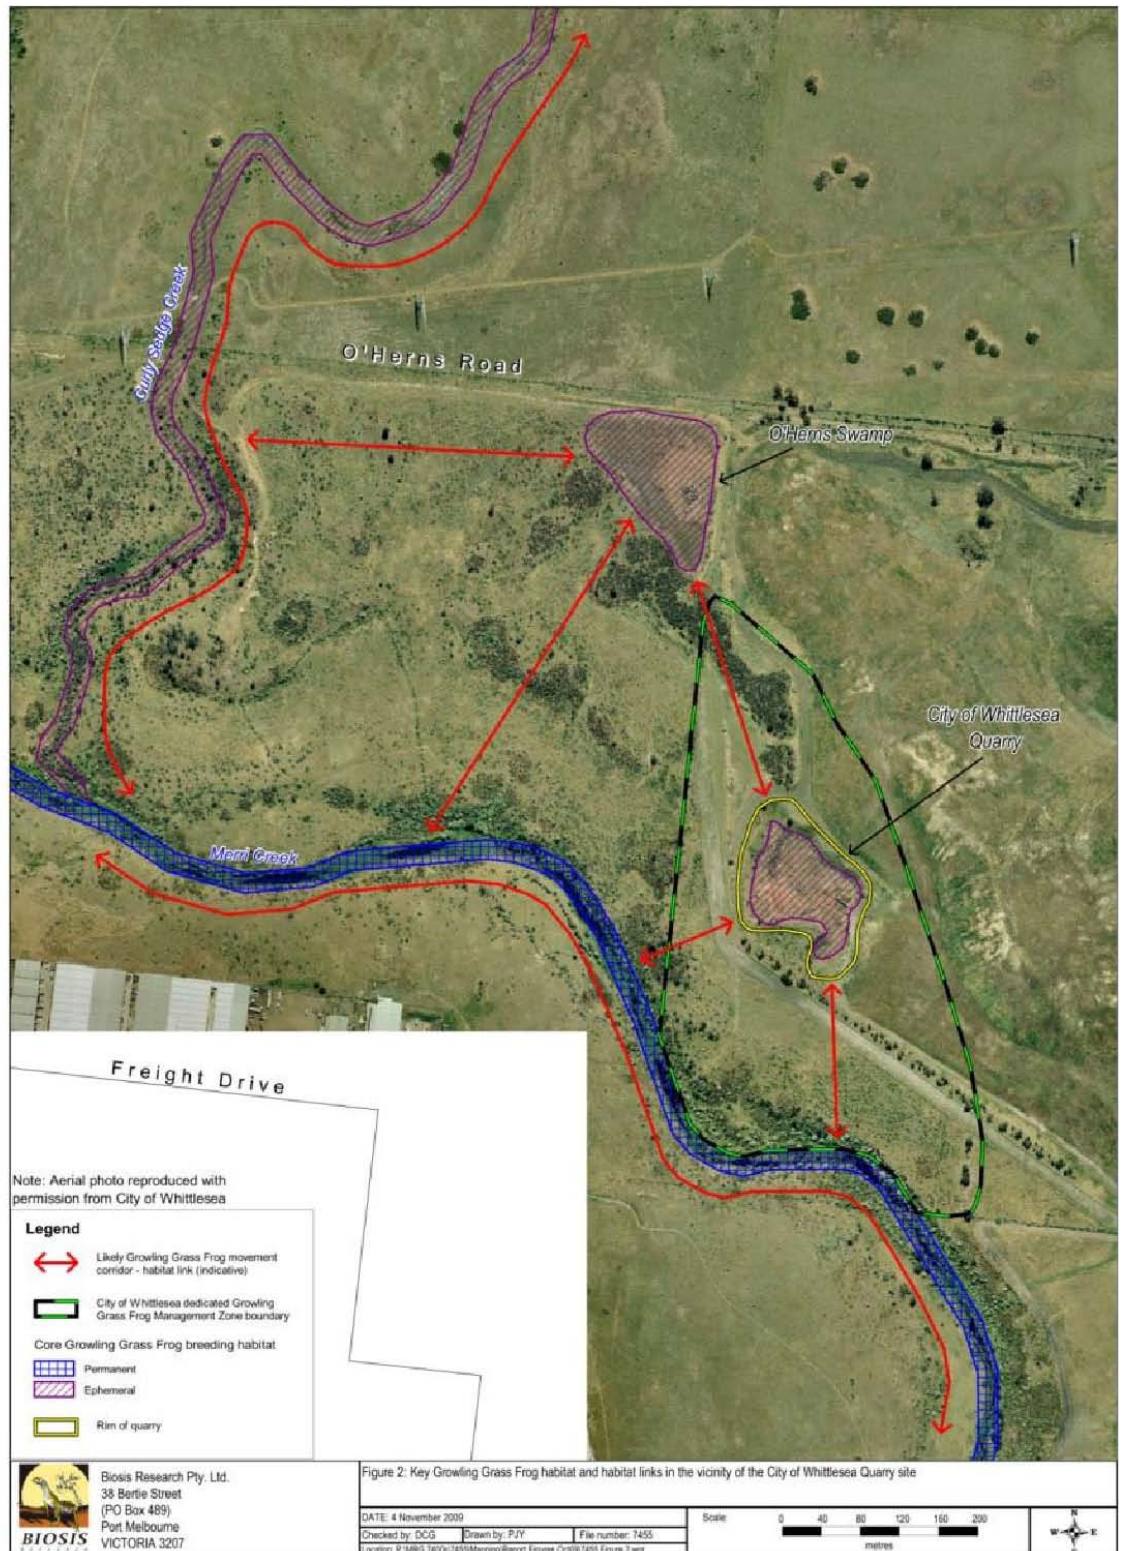 Curly Sedge Creek
O'Herns Road
O'Herns Swamp
City of Whittlesea
Quarry
Merri Creek
Freight Drive
Note: Aerial photo reproduced with
permission from City of Whittlesea
Legend
Likely Growling Grass Frog movement
corridor - habitat link (indicative)
City of Whittlesea dedicated Growling
Grass Frog Management Zone boundary
Core Growling Grass Frog breeding habitat
Permanent
Ephemeral
Rim of quarry
BIOSIS
Biosis Research Pty. Ltd.
38 Bertie Street
(PO Box 489)
Port Melbourne
VICTORIA 3207
Figure 2: Key Growling Grass Frog habitat and habitat links in the vicinity of the City of Whittlesea Quarry site
DATE: 4 November 2009
Checked by: DCG
Drawn by: PJY
File number: 7455
Scale
0 40 80 120 160 200
metres
N
W E
S